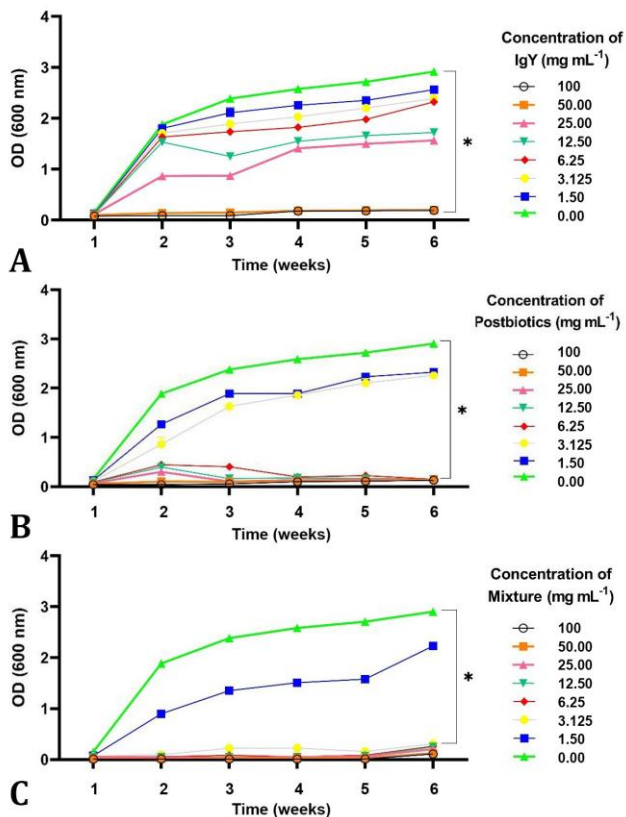 4
3
2
1
0
OD (600 nm)
1 2 3 4 5 6
Time (weeks)
A
*
Concentration of
IgY (mg mL⁻¹)
100
50.00
25.00
12.50
6.25
3.125
1.50
0.00
4
3
2
1
0
OD (600 nm)
1 2 3 4 5 6
Time (weeks)
B
*
Concentration of
Postbiotics (mg mL⁻¹)
100
50.00
25.00
12.50
6.25
3.125
1.50
0.00
4
3
2
1
0
OD (600 nm)
1 2 3 4 5 6
Time (weeks)
C
*
Concentration of
Mixture (mg mL⁻¹)
100
50.00
25.00
12.50
6.25
3.125
1.50
0.00